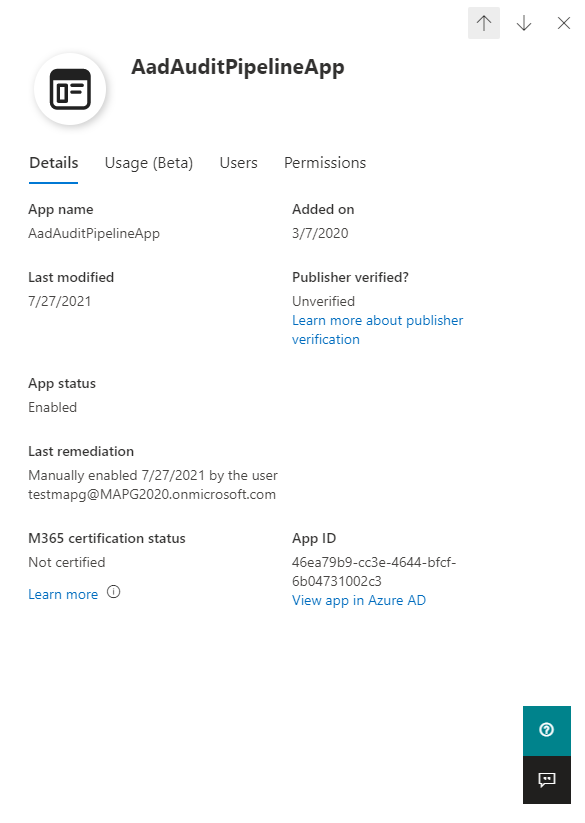 AadAuditPipelineApp
Details
Usage (Beta)
Users
Permissions
App name
AadAuditPipelineApp
Added on
3/7/2020
Last modified
7/27/2021
Publisher verified?
Unverified
Learn more about publisher
verification
App status
Enabled
Last remediation
Manually enabled 7/27/2021 by the user
testmapg@MAPG2020.onmicrosoft.com
M365 certification status
Not certified
Learn more
App ID
46ea79b9-cc3e-4644-bfcf-
6b04731002c3
View app in Azure AD